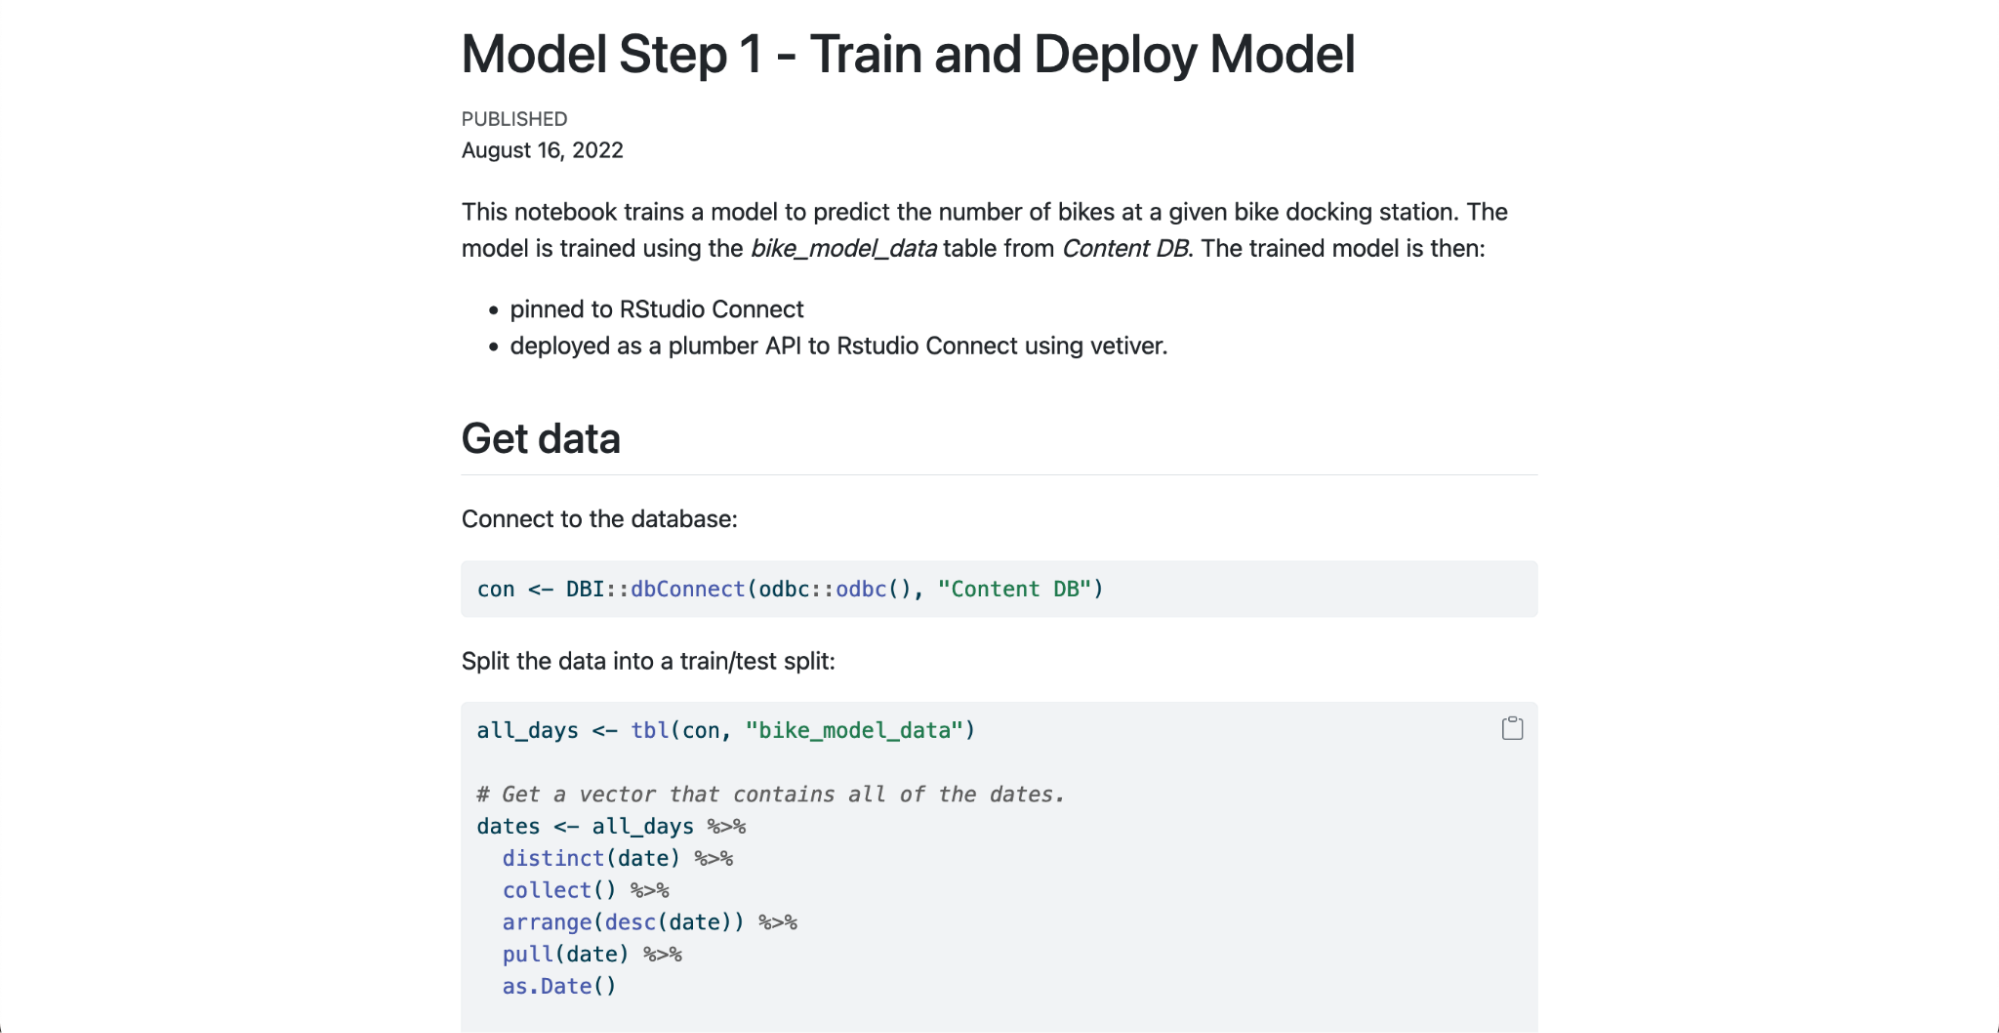 Model Step 1 - Train and Deploy Model
PUBLISHED
August 16, 2022
This notebook trains a model to predict the number of bikes at a given bike docking station. The
model is trained using the bike_model_data table from Content DB. The trained model is then:
• pinned to RStudio Connect
• deployed as a plumber API to Rstudio Connect using vetiver.
Get data
Connect to the database:
con <- DBI::dbConnect(odbc::odbc(), "Content DB")
Split the data into a train/test split:
all_days <- tbl(con, "bike_model_data")
# Get a vector that contains all of the dates.
dates <- all_days %>%
  distinct(date) %>%
  collect() %>%
  arrange(desc(date)) %>%
  pull(date) %>%
  as.Date()